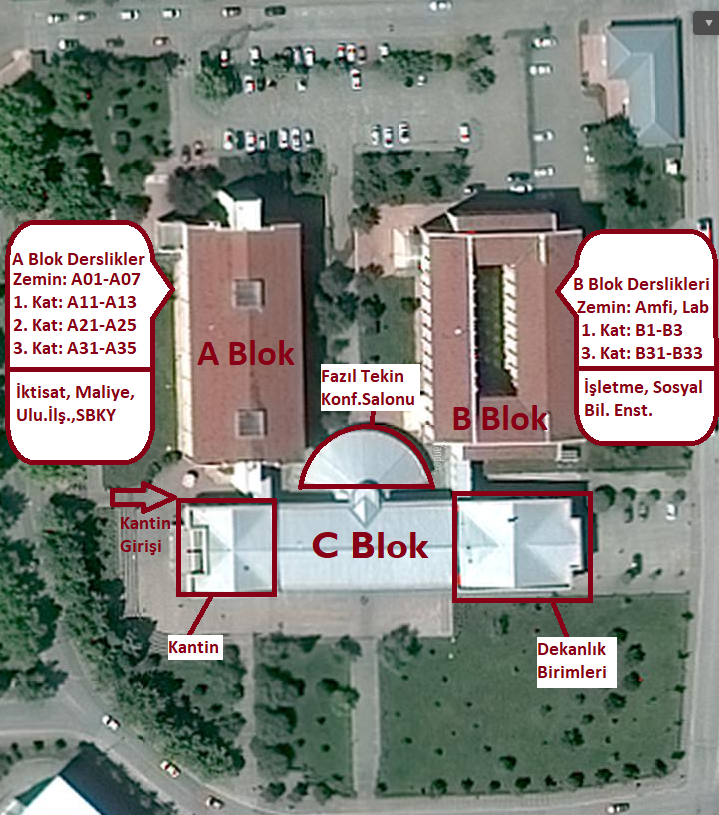 A Blok Derslikler
Zemin: A01-A07
1. Kat: A11-A13
2. Kat: A21-A25
3. Kat: A31-A35
İktisat, Maliye,
Ulu.İlş.,SBKY
A Blok
Fazıl Tekin
Konf.Salonu
B Blok
B Blok Derslikleri
Zemin: Amfi, Lab
1. Kat: B1-B3
3. Kat: B31-B33
İşletme, Sosyal
Bil. Enst.
Kantin
Girişi
C Blok
Kantin
Dekanlık
Birimleri